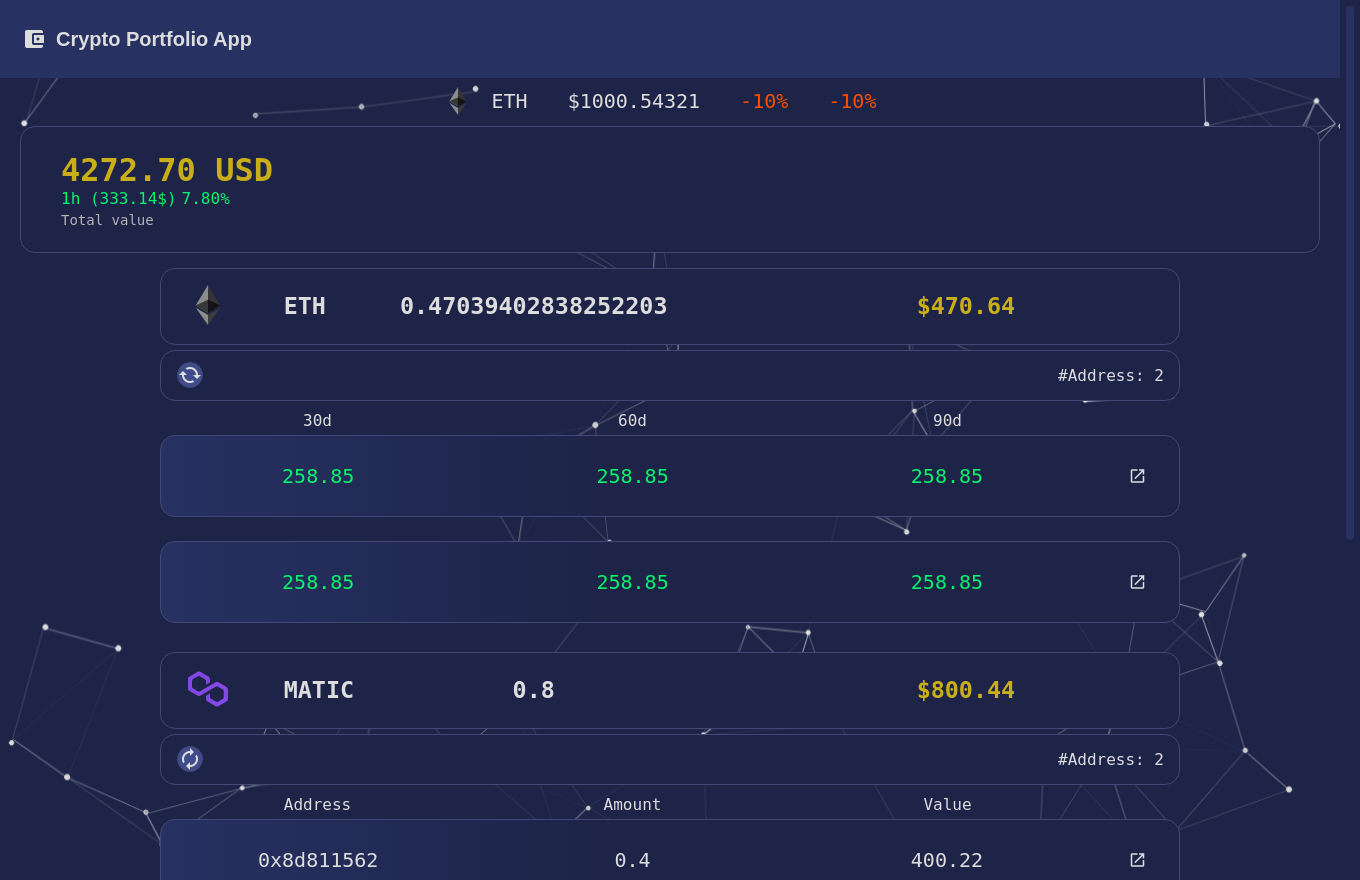 Crypto Portfolio App
ETH $1000.54321 -10% -10%
4272.70 USD
1h (333.14$) 7.80%
Total value
ETH 0.47039402838252203 $470.64
#Address: 2
30d 60d 90d
258.85 258.85 258.85
258.85 258.85 258.85
MATIC 0.8 $800.44
#Address: 2
Address Amount Value
0x8d811562 0.4 400.22